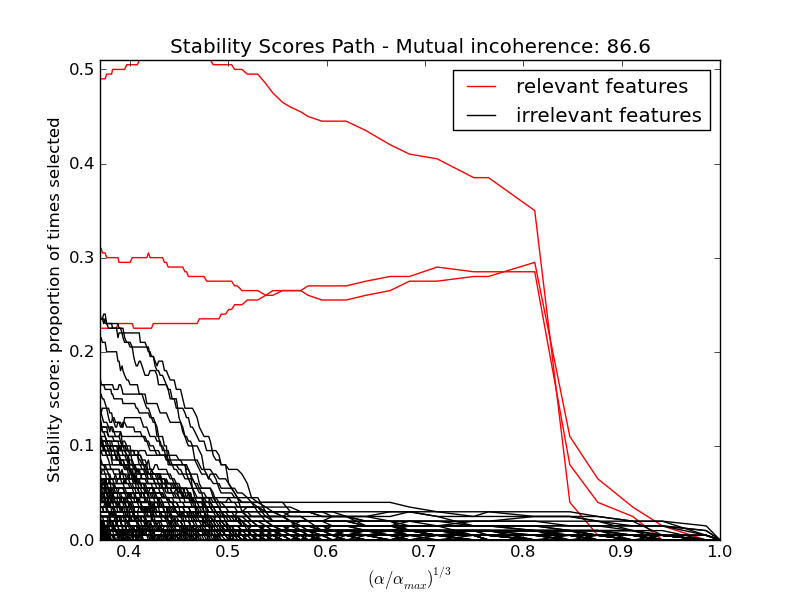 Stability Scores Path - Mutual incoherence: 86.6
relevant features
irrelevant features
Stability score: proportion of times selected
0.5
0.4
0.3
0.2
0.1
0.0
0.4 0.5 0.6 0.7 0.8 0.9 1.0
(α/α_max)^{1/3}